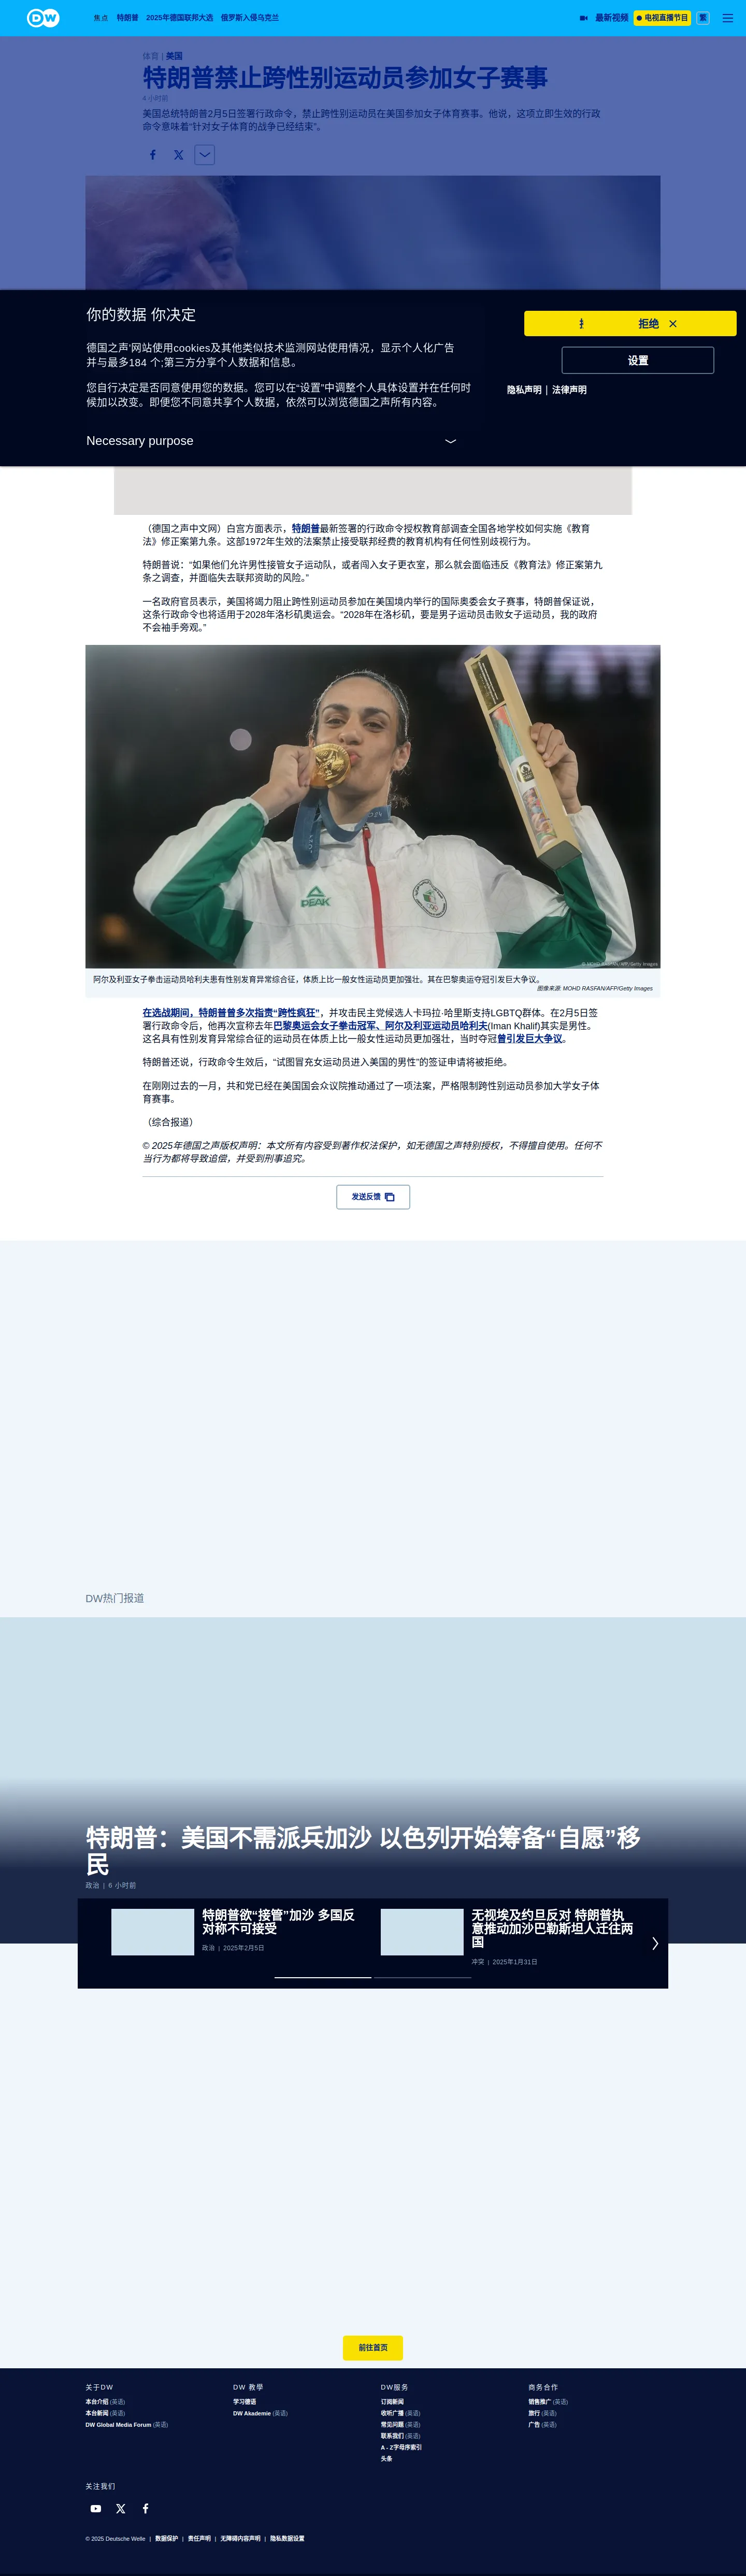 DW
焦点 特朗普 2025年德国联邦大选 俄罗斯入侵乌克兰
最新视频 电视直播节目 繁
体育 | 美国
特朗普禁止跨性别运动员参加女子赛事
4 小时前
美国总统特朗普2月5日签署行政命令，禁止跨性别运动员在美国参加女子体育赛事。他说，这项立即生效的行政
命令意味着“针对女子体育的战争已经结束”。
你的数据 你决定
德国之声‘网站使用cookies及其他类似技术监测网站使用情况，显示个人化广告
并与最多184 个;第三方分享个人数据和信息。
您自行决定是否同意使用您的数据。您可以在“设置”中调整个人具体设置并在任何时
候加以改变。即便您不同意共享个人数据，依然可以浏览德国之声所有内容。
Necessary purpose
拒绝
设置
隐私声明 | 法律声明
（德国之声中文网）白宫方面表示，特朗普最新签署的行政命令授权教育部调查全国各地学校如何实施《教育
法》修正案第九条。这部1972年生效的法案禁止接受联邦经费的教育机构有任何性别歧视行为。
特朗普说：“如果他们允许男性接管女子运动队，或者闯入女子更衣室，那么就会面临违反《教育法》修正案第九
条之调查，并面临失去联邦资助的风险。”
一名政府官员表示，美国将竭力阻止跨性别运动员参加在美国境内举行的国际奥委会女子赛事，特朗普保证说，
这条行政命令也将适用于2028年洛杉矶奥运会。“2028年在洛杉矶，要是男子运动员击败女子运动员，我的政府
不会袖手旁观。”
PEAK
阿尔及利亚女子拳击运动员哈利夫患有性别发育异常综合征，体质上比一般女性运动员更加强壮。其在巴黎奥运夺冠引发巨大争议。
图像来源: MOHD RASFAN/AFP/Getty Images
在选战期间，特朗普曾多次指责“跨性疯狂”，并攻击民主党候选人卡玛拉·哈里斯支持LGBTQ群体。在2月5日签
署行政命令后，他再次宣称去年巴黎奥运会女子拳击冠军、阿尔及利亚运动员哈利夫(Iman Khalif)其实是男性。
这名具有性别发育异常综合征的运动员在体质上比一般女性运动员更加强壮，当时夺冠曾引发巨大争议。
特朗普还说，行政命令生效后，“试图冒充女运动员进入美国的男性”的签证申请将被拒绝。
在刚刚过去的一月，共和党已经在美国国会众议院推动通过了一项法案，严格限制跨性别运动员参加大学女子体
育赛事。
（综合报道）
© 2025年德国之声版权声明：本文所有内容受到著作权法保护，如无德国之声特别授权，不得擅自使用。任何不
当行为都将导致追偿，并受到刑事追究。
发送反馈
DW热门报道
特朗普：美国不需派兵加沙 以色列开始筹备“自愿”移
民
政治 | 6 小时前
特朗普欲“接管”加沙 多国反
对称不可接受
政治 | 2025年2月5日
无视埃及约旦反对 特朗普执
意推动加沙巴勒斯坦人迁往两
国
冲突 | 2025年1月31日
前往首页
关于DW
本台介绍 (英语)
本台新闻 (英语)
DW Global Media Forum (英语)
DW 教學
学习德语
DW Akademie (英语)
DW服务
订阅新闻
收听广播 (英语)
常见问题 (英语)
联系我们 (英语)
A - Z字母序索引
头条
商务合作
销售推广 (英语)
旅行 (英语)
广告 (英语)
关注我们
© 2025 Deutsche Welle | 数据保护 | 责任声明 | 无障碍内容声明 | 隐私数据设置